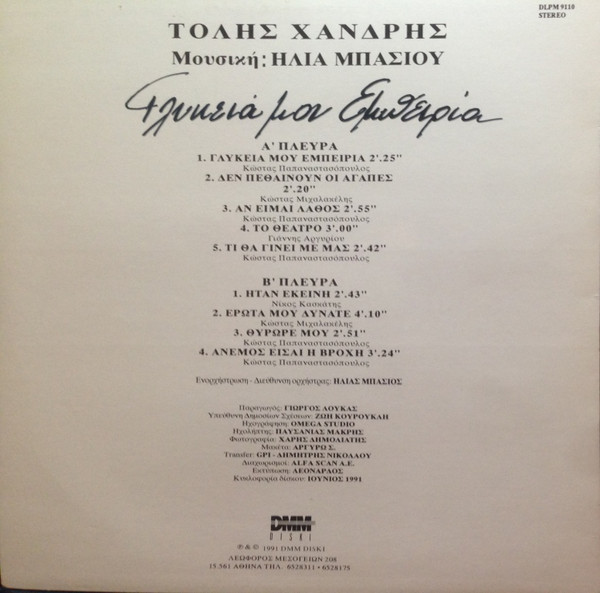 DLPM 9110
STEREO
ΤΟΛΗΣ ΧΑΝΔΡΗΣ
Μουσική: ΗΛΙΑ ΜΠΑΣΙΟΥ
Γλυκειά μου Εμπειρία
Α' ΠΛΕΥΡΑ
1. ΓΛΥΚΕΙΑ ΜΟΥ ΕΜΠΕΙΡΙΑ 2'.25"
Κώστας Παπαναστασόπουλος
2. ΔΕΝ ΠΕΘΑΙΝΟΥΝ ΟΙ ΑΓΑΠΕΣ
2'.20"
Κώστας Μιχαλακέλης
3. ΑΝ ΕΙΜΑΙ ΛΑΘΟΣ 2'.55"
Κώστας Παπαναστασόπουλος
4. ΤΟ ΘΕΑΤΡΟ 3'.00"
Γιάννης Αργυρίου
5. ΤΙ ΘΑ ΓΙΝΕΙ ΜΕ ΜΑΣ 2'.42"
Κώστας Παπαναστασόπουλος
Β' ΠΛΕΥΡΑ
1. ΗΤΑΝ ΕΚΕΙΝΗ 2'.43"
Νίκος Κασκάτης
2. ΕΡΩΤΑ ΜΟΥ ΔΥΝΑΤΕ 4'.10"
Κώστας Μιχαλακέλης
3. ΘΥΡΩΡΕ ΜΟΥ 2'.51"
Κώστας Παπαναστασόπουλος
4. ΑΝΕΜΟΣ ΕΙΣΑΙ Η ΒΡΟΧΗ 3'.24"
Κώστας Παπαναστασόπουλος
Ενορχήστρωση - Διεύθυνση ορχήστρας: ΗΛΙΑΣ ΜΠΑΣΙΟΣ
Παραγωγός: ΓΙΩΡΓΟΣ ΛΟΥΚΑΣ
Υπεύθυνη Δημοσίων Σχέσεων: ΖΩΗ ΚΟΥΡΟΥΚΛΗ
Ηχογράφηση: OMEGA STUDIO
Ηχολήπτης: ΠΑΥΣΑΝΙΑΣ ΜΑΚΡΗΣ
Φωτογραφία: ΧΑΡΗΣ ΔΗΜΟΛΙΑΤΗΣ
Μακέτα: ΑΡΓΥΡΩ Σ.
Transfer: GPI - ΔΗΜΗΤΡΗΣ ΝΙΚΟΛΑΟΥ
Διαχωρισμοί: ALFA SCAN A.E.
Εκτύπωση: ΛΕΟΝΑΡΔΟΣ
Κυκλοφορία δίσκου: ΙΟΥΝΙΟΣ 1991
DMM
DISKI
℗ & © 1991 DMM DISKI
ΛΕΩΦΟΡΟΣ ΜΕΣΟΓΕΙΩΝ 208
15.561 ΑΘΗΝΑ ΤΗΛ. 6528311 • 6528175